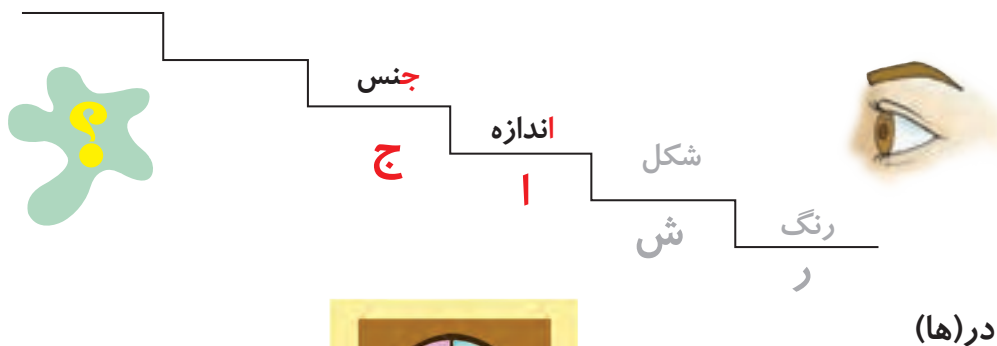 جنس
ج
اندازه
ا
شکل
ش
رنگ
ر
؟
در(ها)